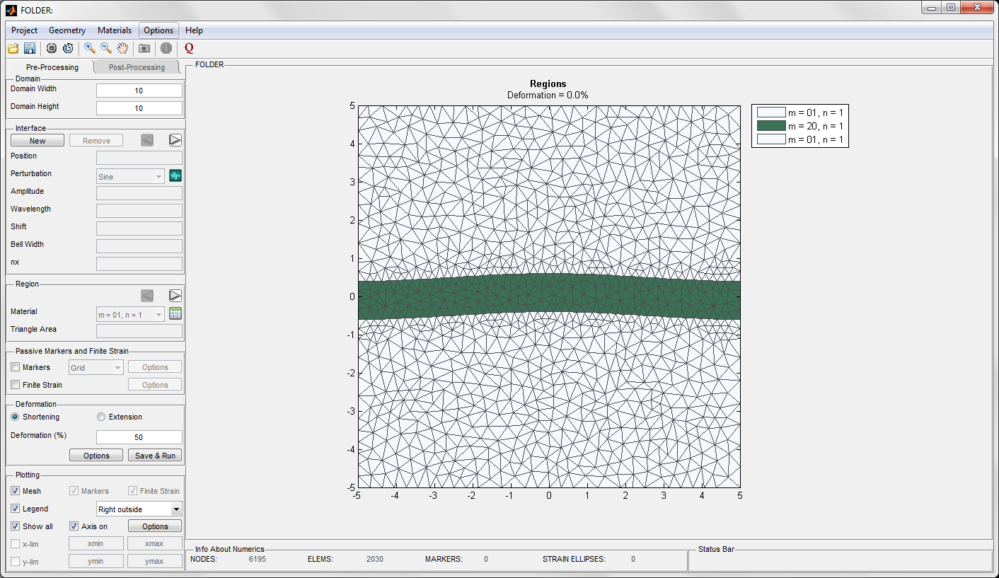 FOLDER:
Project Geometry Materials Options Help
Q
Pre-Processing Post-Processing
Domain
Domain Width 10
Domain Height 10
Interface
New Remove
Position
Perturbation Sine
Amplitude
Wavelength
Shift
Bell Width
nx
Region
Material m = 01, n = 1
Triangle Area
Passive Markers and Finite Strain
Markers Grid Options
Finite Strain Options
Deformation
Shortening Extension
Deformation (%) 50
Options Save & Run
Plotting
Mesh Markers Finite Strain
Legend Right outside
Show all Axis on Options
x-lim xmin xmax
y-lim ymin ymax
FOLDER
Regions
Deformation = 0.0%
5
4
3
2
1
0
-1
-2
-3
-4
-5
-5 -4 -3 -2 -1 0 1 2 3 4 5
m = 01, n = 1
m = 20, n = 1
m = 01, n = 1
Info About Numerics
NODES: 6195 ELEMS: 2030 MARKERS: 0 STRAIN ELLIPSES: 0
Status Bar